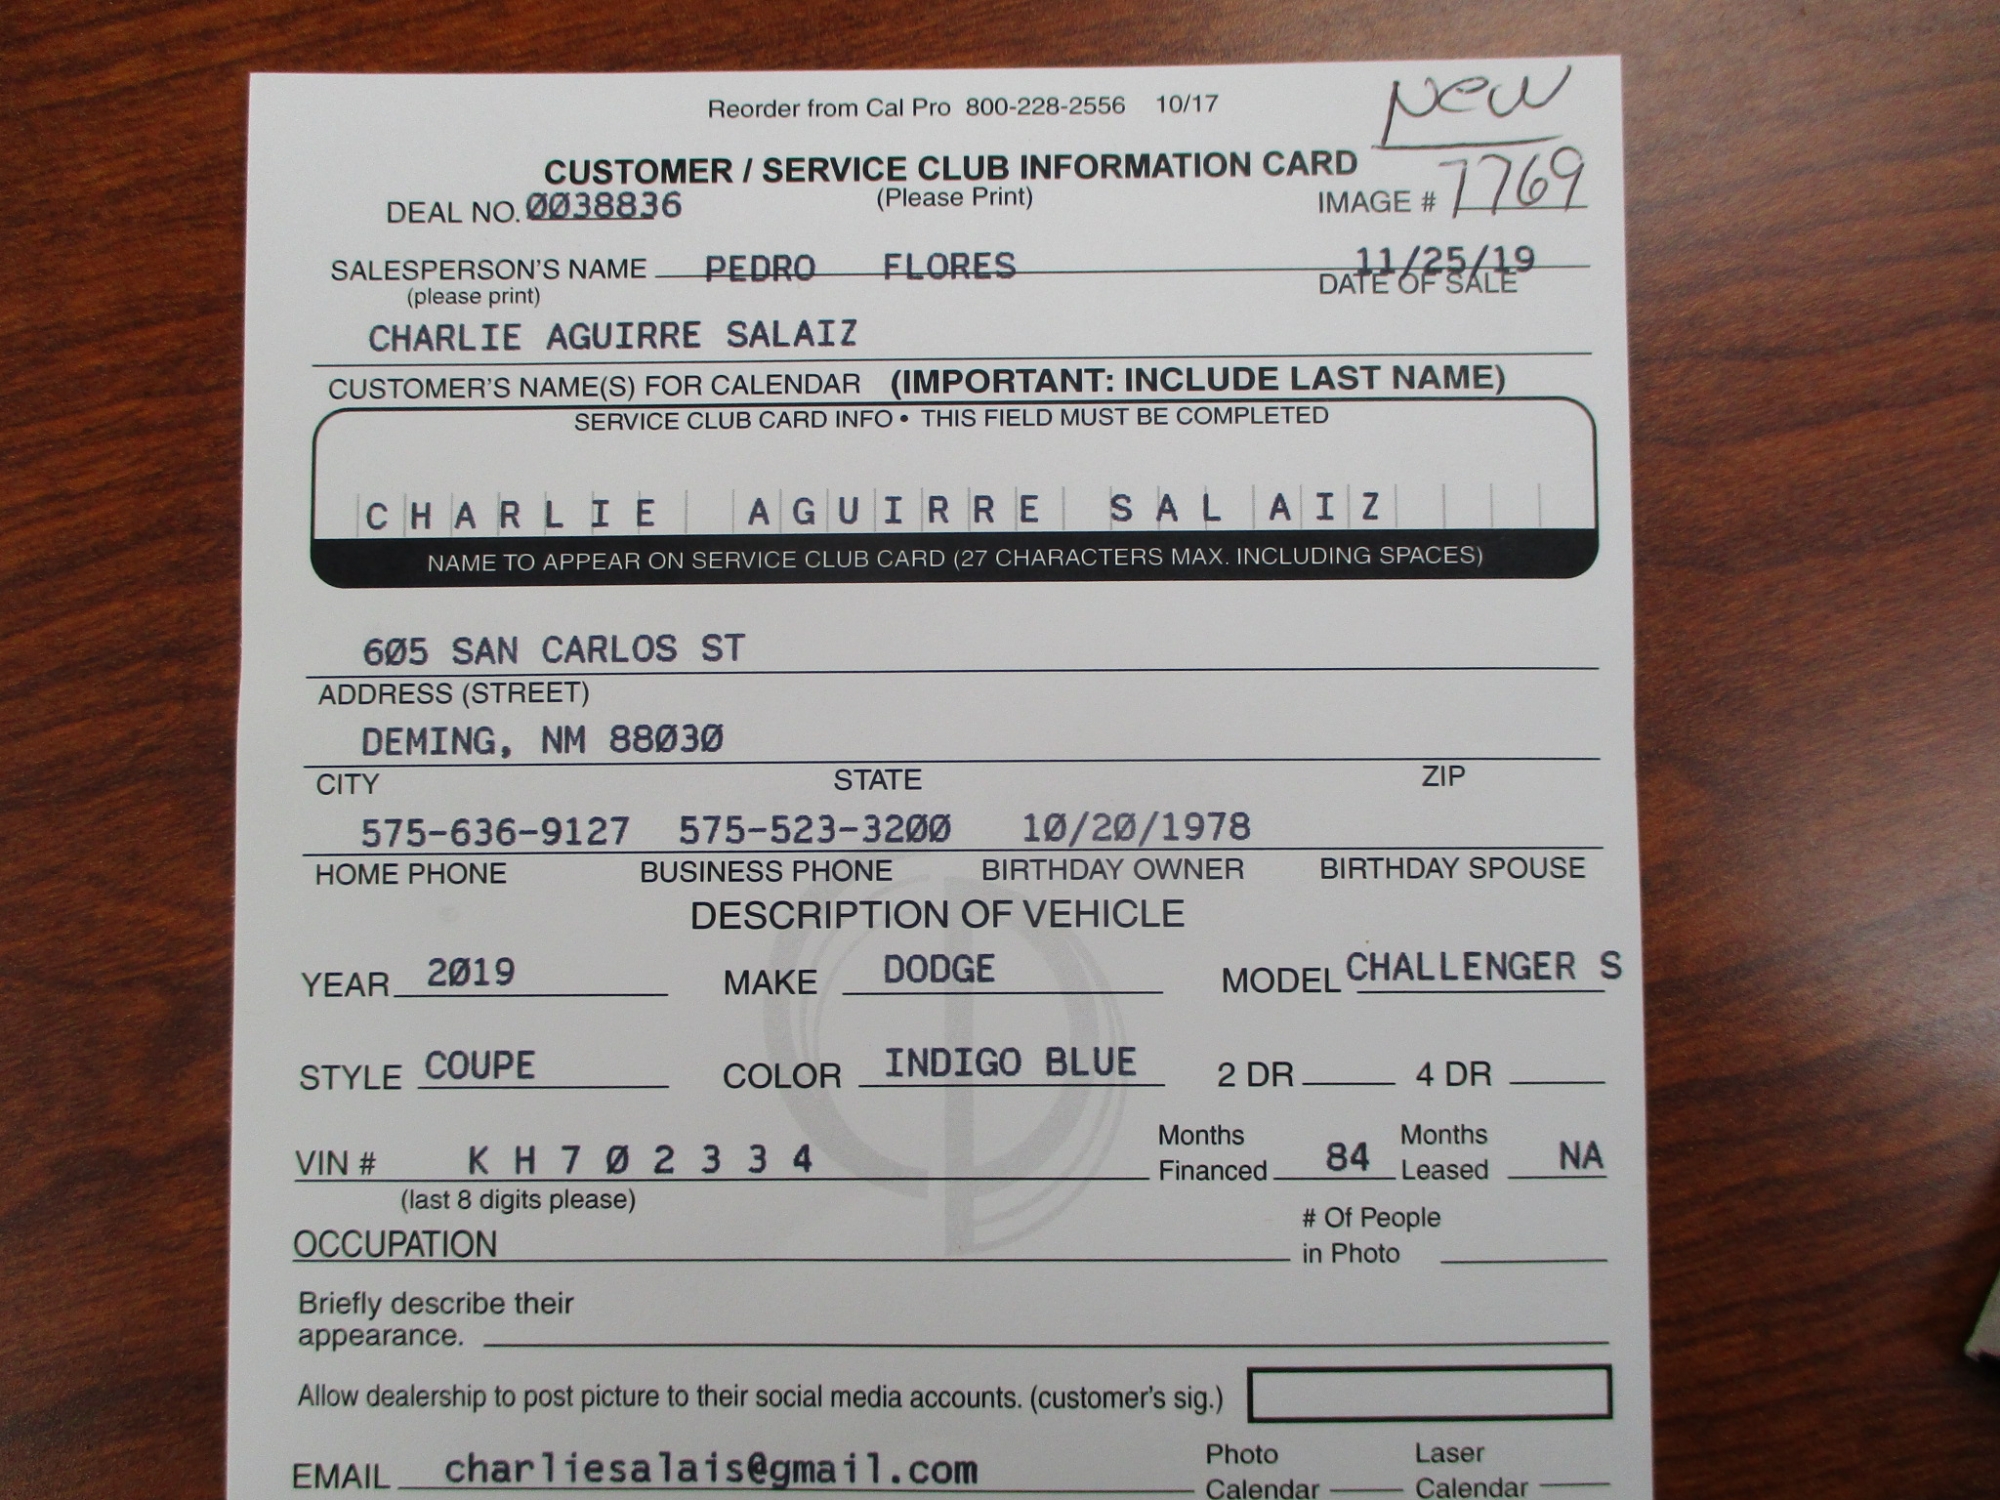 Reorder from Cal Pro 800-228-2556 10/17
New
CUSTOMER / SERVICE CLUB INFORMATION CARD
DEAL NO. 0038836 (Please Print) IMAGE # 7769
SALESPERSON'S NAME PEDRO FLORES 11/25/19
(please print) DATE OF SALE
CHARLIE AGUIRRE SALAIZ
CUSTOMER'S NAME(S) FOR CALENDAR (IMPORTANT: INCLUDE LAST NAME)
SERVICE CLUB CARD INFO • THIS FIELD MUST BE COMPLETED
CHARLIE AGUIRRE SALAIZ
NAME TO APPEAR ON SERVICE CLUB CARD (27 CHARACTERS MAX. INCLUDING SPACES)
605 SAN CARLOS ST
ADDRESS (STREET)
DEMING, NM 88030
CITY STATE ZIP
575-636-9127 575-523-3200 10/20/1978
HOME PHONE BUSINESS PHONE BIRTHDAY OWNER BIRTHDAY SPOUSE
DESCRIPTION OF VEHICLE
YEAR 2019 MAKE DODGE MODEL CHALLENGER S
STYLE COUPE COLOR INDIGO BLUE 2 DR 4 DR
Months Months
VIN # KH702334 Financed 84 Leased NA
(last 8 digits please)
# Of People
OCCUPATION in Photo
Briefly describe their
appearance.
Allow dealership to post picture to their social media accounts. (customer's sig.)
Photo Laser
EMAIL charliesalais@gmail.com Calendar Calendar